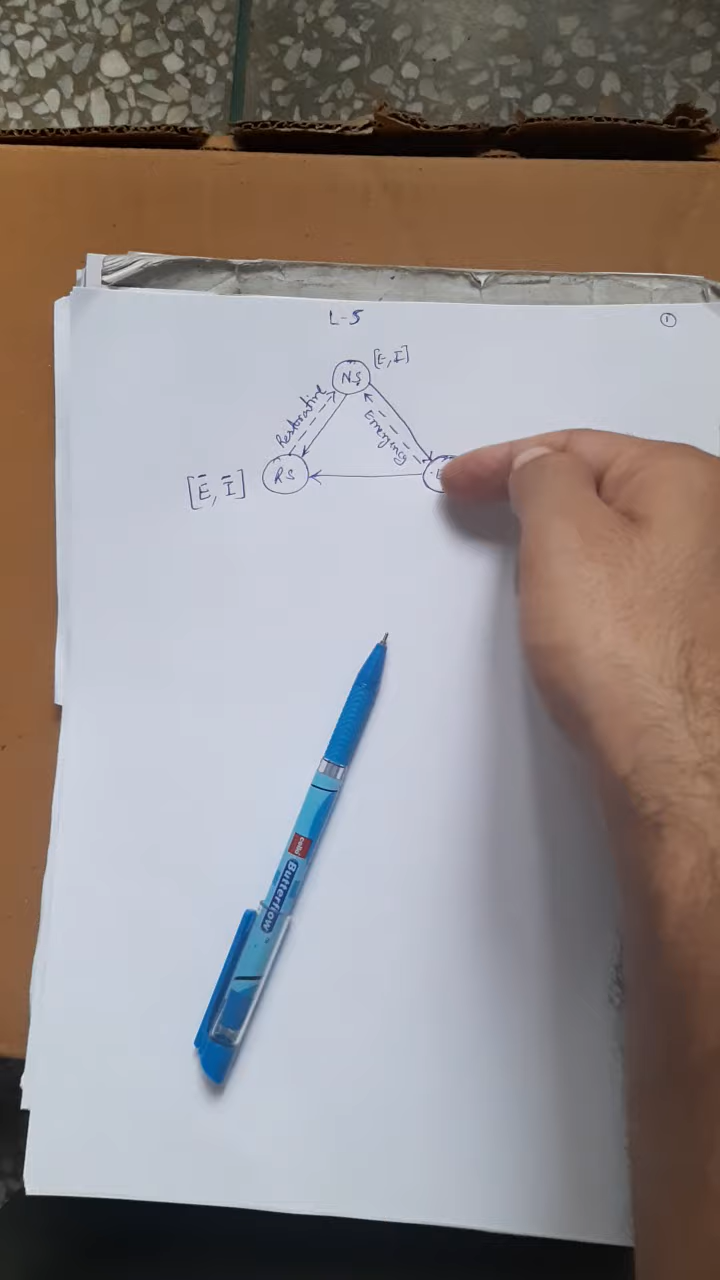 L-5
1
[E, I]
NS
Restorative
Emergency
[E̅, I̅]
RS
cello
Butterflow